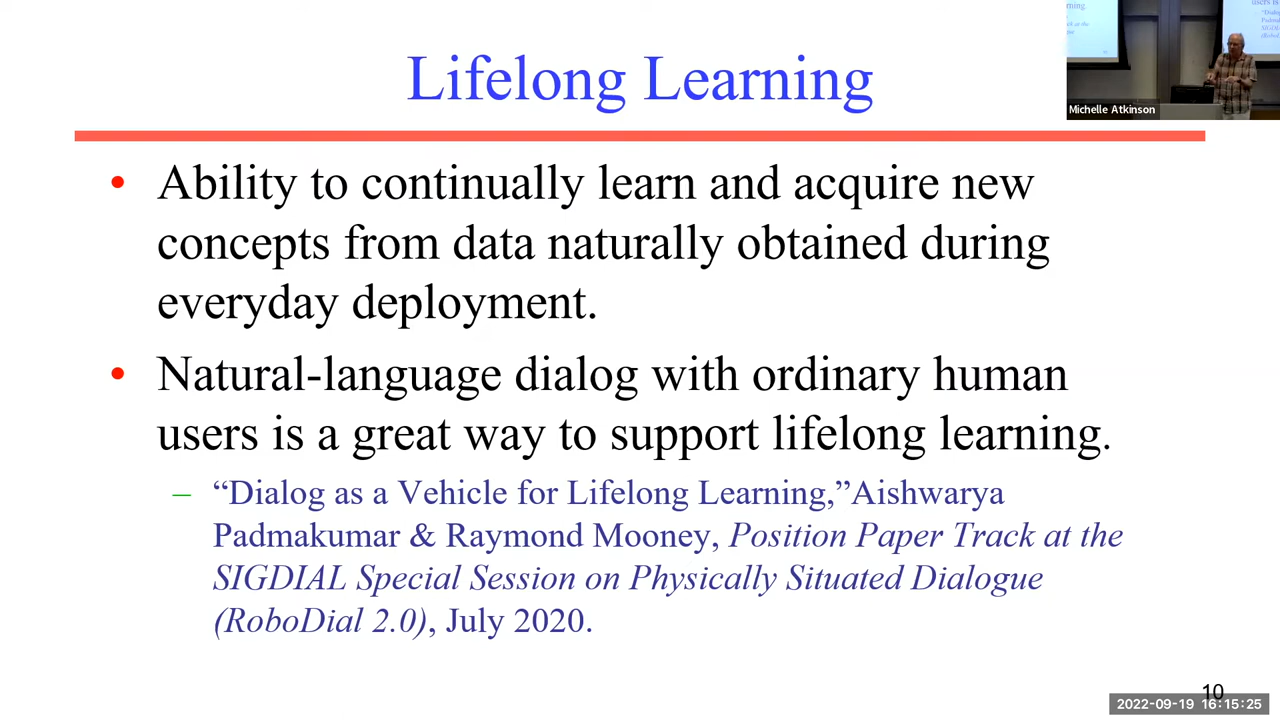 Lifelong Learning
Michelle Atkinson
• Ability to continually learn and acquire new
concepts from data naturally obtained during
everyday deployment.
• Natural-language dialog with ordinary human
users is a great way to support lifelong learning.
– “Dialog as a Vehicle for Lifelong Learning,”Aishwarya
Padmakumar & Raymond Mooney, Position Paper Track at the
SIGDIAL Special Session on Physically Situated Dialogue
(RoboDial 2.0), July 2020.
10
2022-09-19 16:15:25